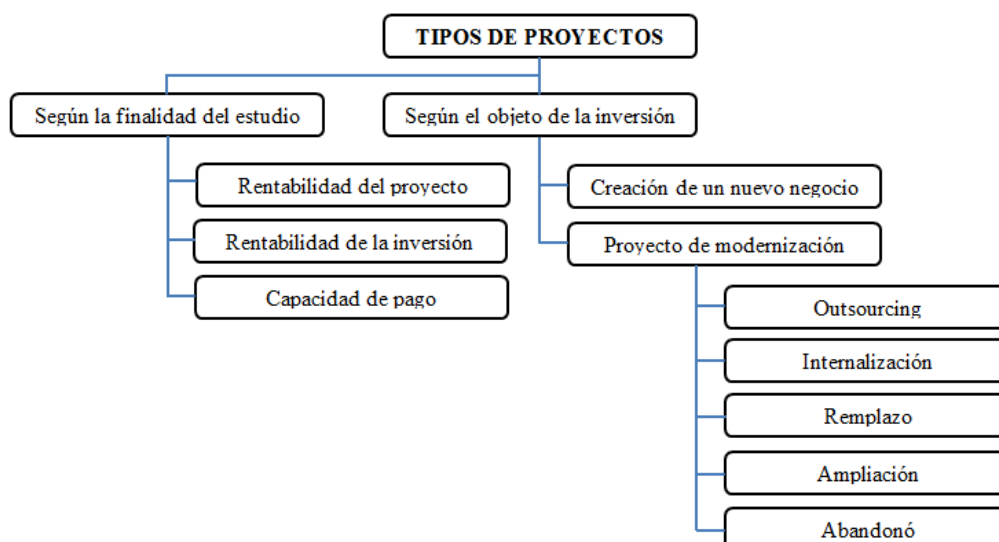 TIPOS DE PROYECTOS
Según la finalidad del estudio
Según el objeto de la inversión
Rentabilidad del proyecto
Rentabilidad de la inversión
Capacidad de pago
Creación de un nuevo negocio
Proyecto de modernización
Outsourcing
Internalización
Remplazo
Ampliación
Abandonó